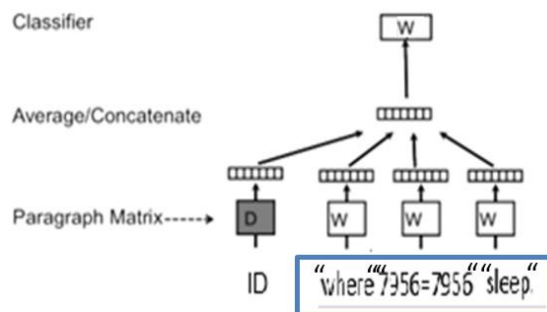 Classifier
W
Average/Concatenate
Paragraph Matrix----->
D W W W
ID "where" "7956=7956" "sleep"